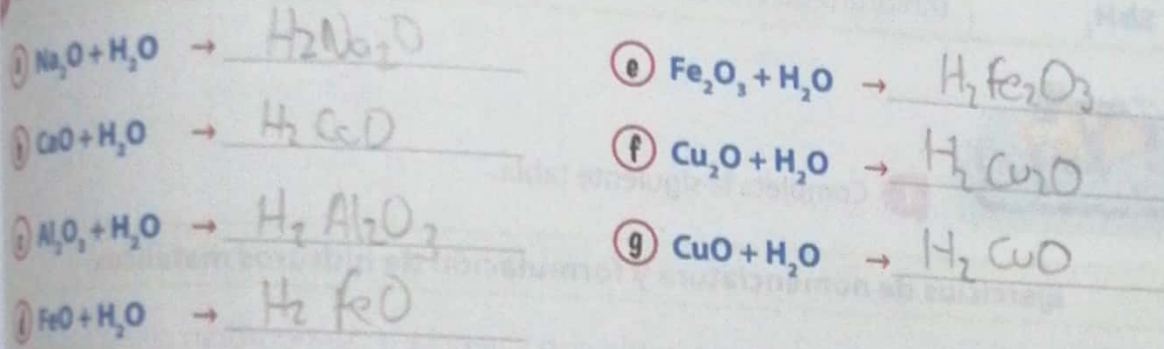 a Na₂O + H₂O → H₂Na₂O
b CaO + H₂O → H₂CaO
c Al₂O₃ + H₂O → H₂Al₂O₃
d FeO + H₂O → H₂FeO
e Fe₂O₃ + H₂O → H₂Fe₂O₃
f Cu₂O + H₂O → H₂Cu₂O
g CuO + H₂O → H₂CuO